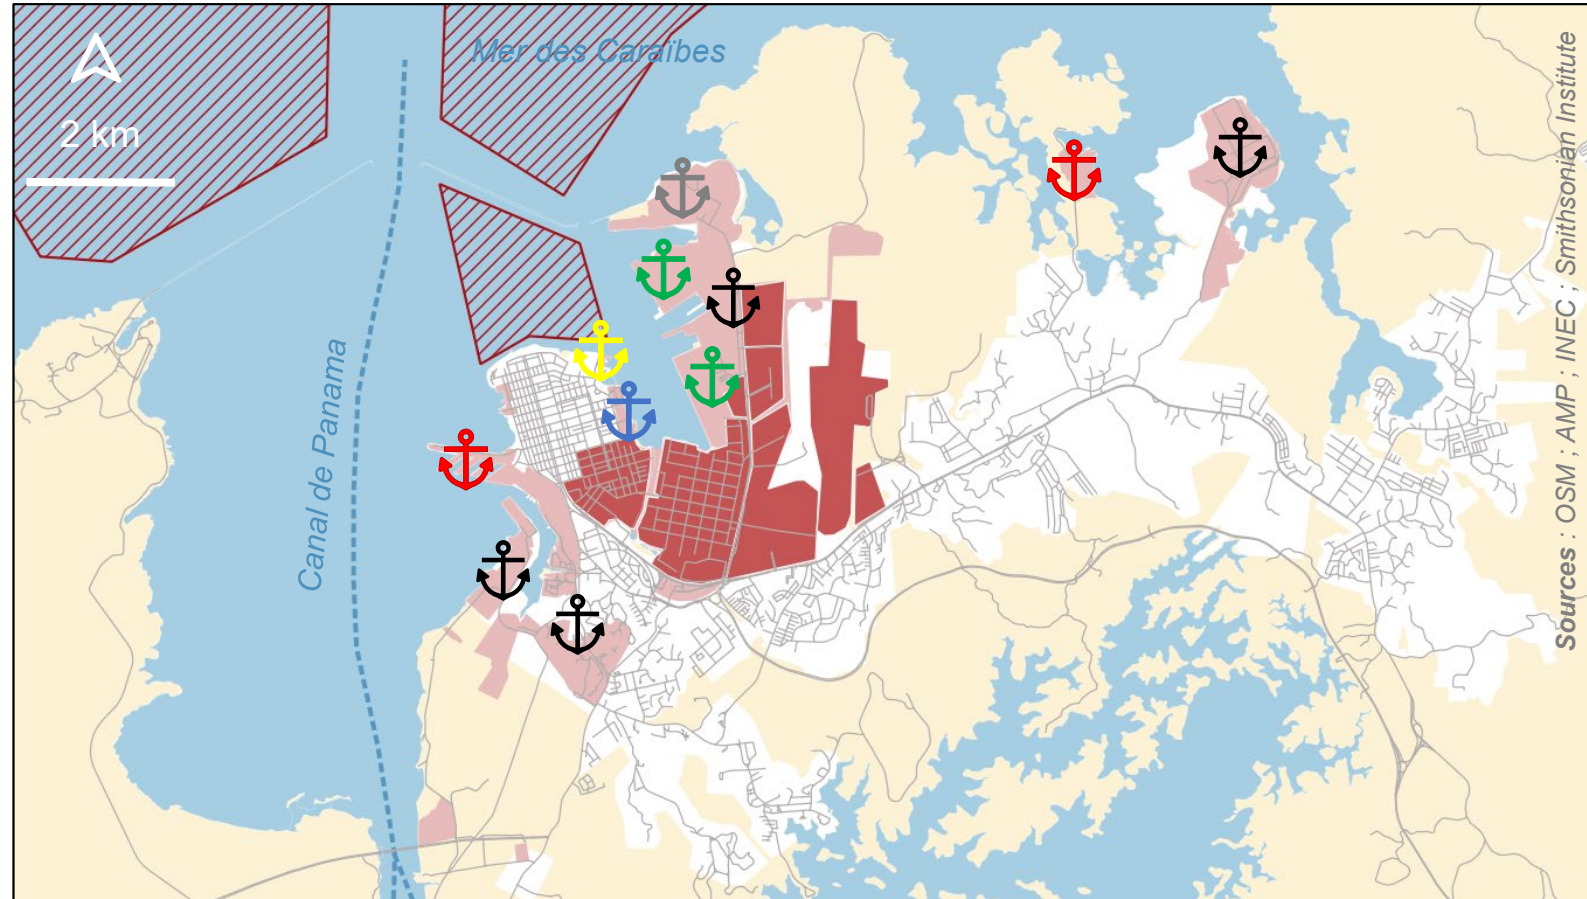 Mer des Caraïbes
2 km
Canal de Panama
Sources : OSM ; AMP ; INEC ; Smithsonian Institute